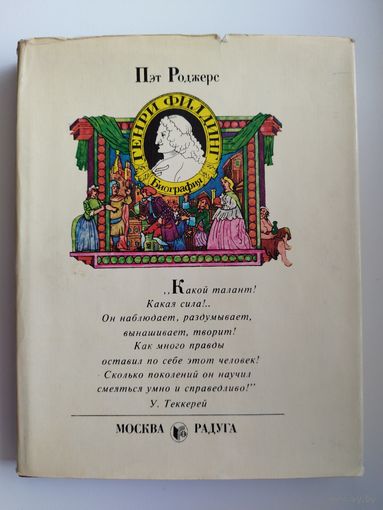 Пэт Роджерс
ГЕНРИ ФИЛДИНГ
Биография
„Какой талант!
Какая сила!..
Он наблюдает, раздумывает,
вынашивает, творит!
Как много правды
оставил по себе этот человек!
Сколько поколений он научил
смеяться умно и справедливо!"
У. Теккерей
МОСКВА РАДУГА